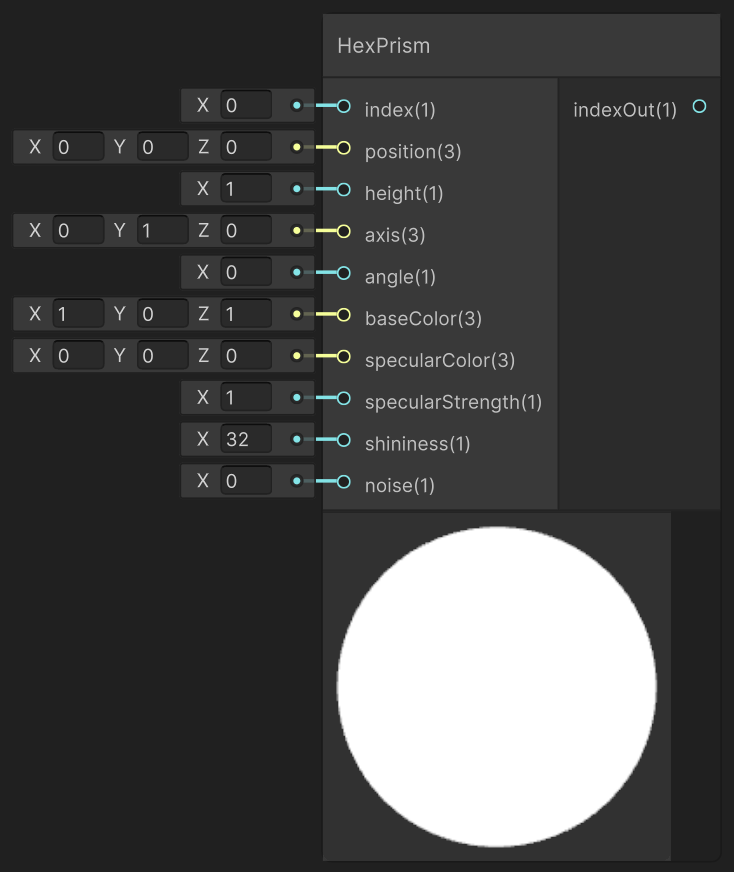 HexPrism
X 0 index(1) indexOut(1)
X 0 Y 0 Z 0 position(3)
X 1 height(1)
X 0 Y 1 Z 0 axis(3)
X 0 angle(1)
X 1 Y 0 Z 1 baseColor(3)
X 0 Y 0 Z 0 specularColor(3)
X 1 specularStrength(1)
X 32 shininess(1)
X 0 noise(1)